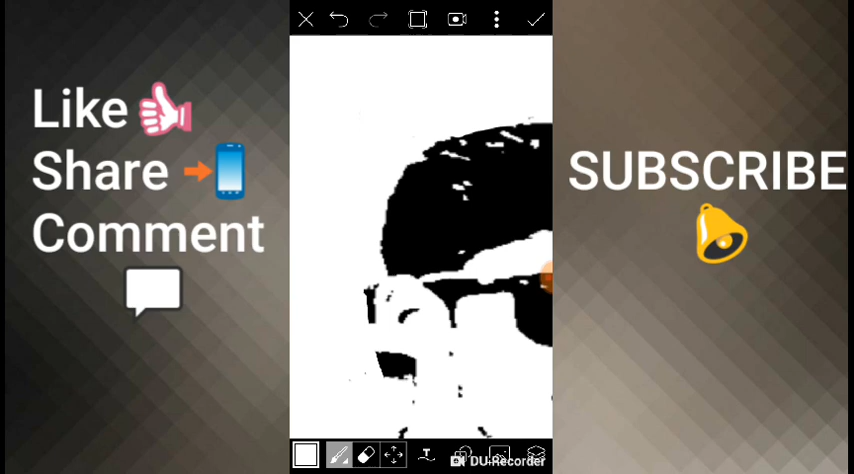 Like
Share
Comment
SUBSCRIBE
T
DU Recorder